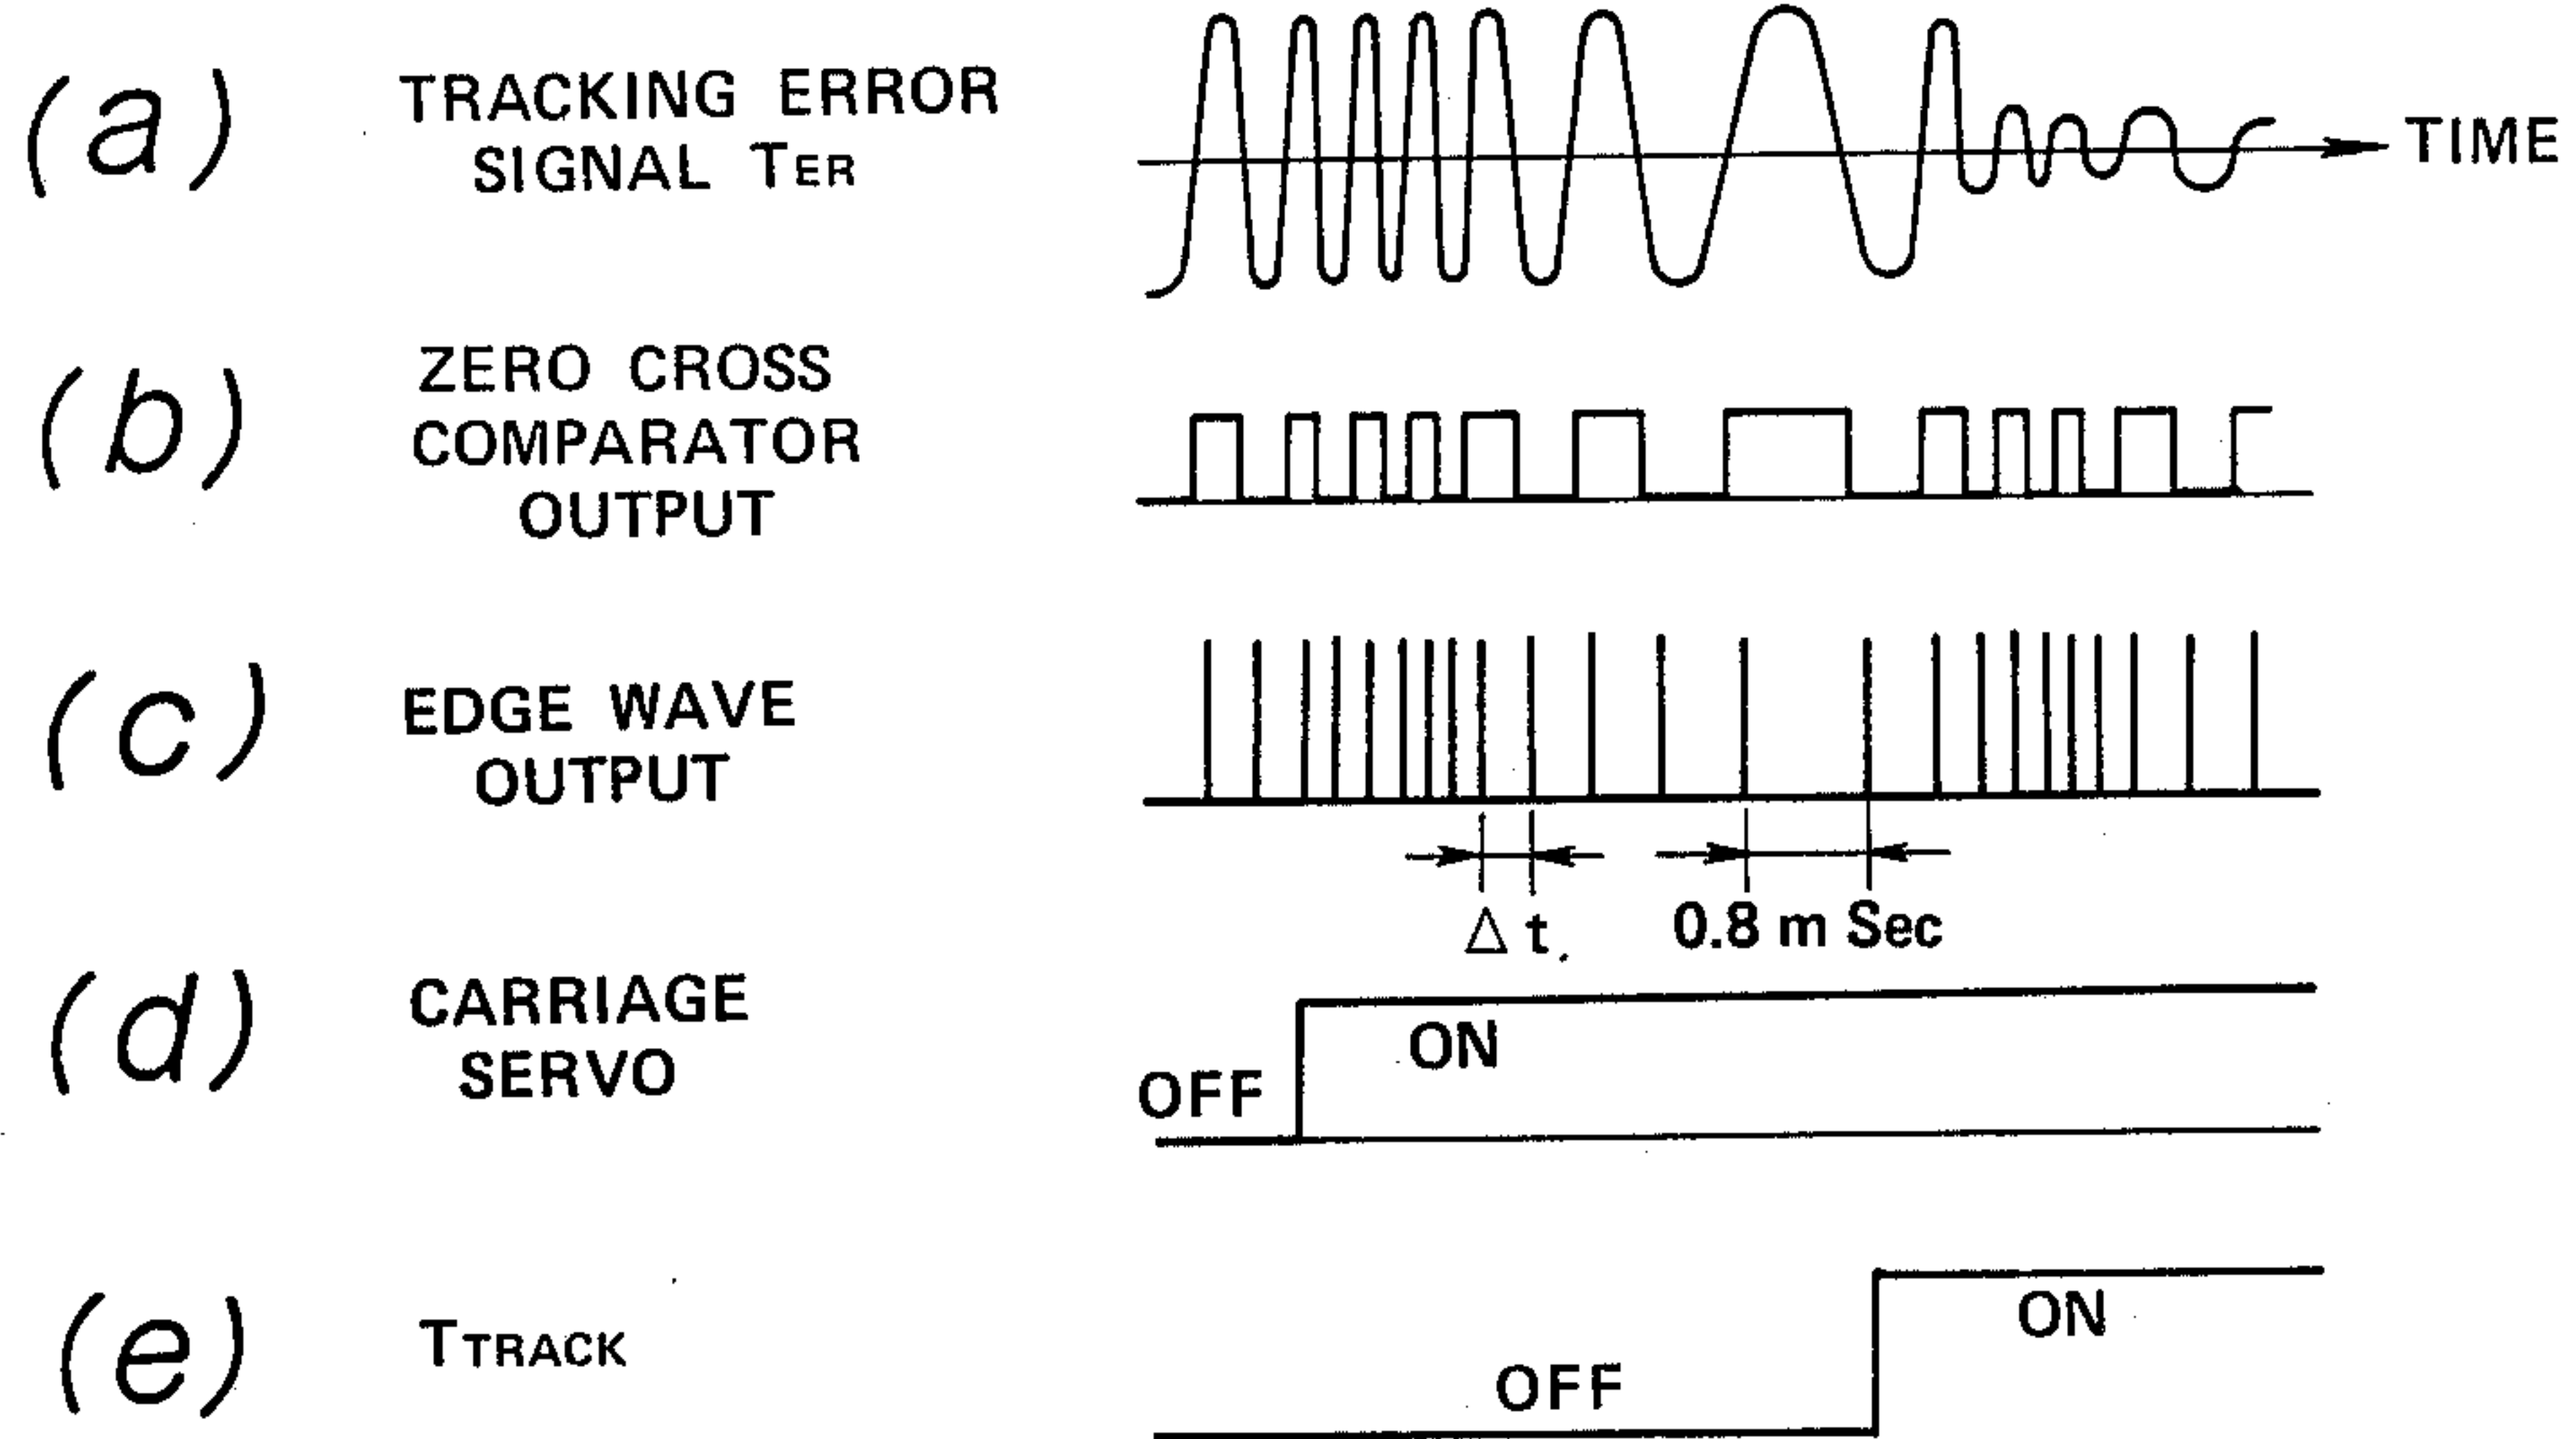 (a) TRACKING ERROR
SIGNAL TER
TIME
(b) ZERO CROSS
COMPARATOR
OUTPUT
(c) EDGE WAVE
OUTPUT
Δt.
0.8 m Sec
(d) CARRIAGE
SERVO
OFF
ON
(e) TTRACK
OFF
ON